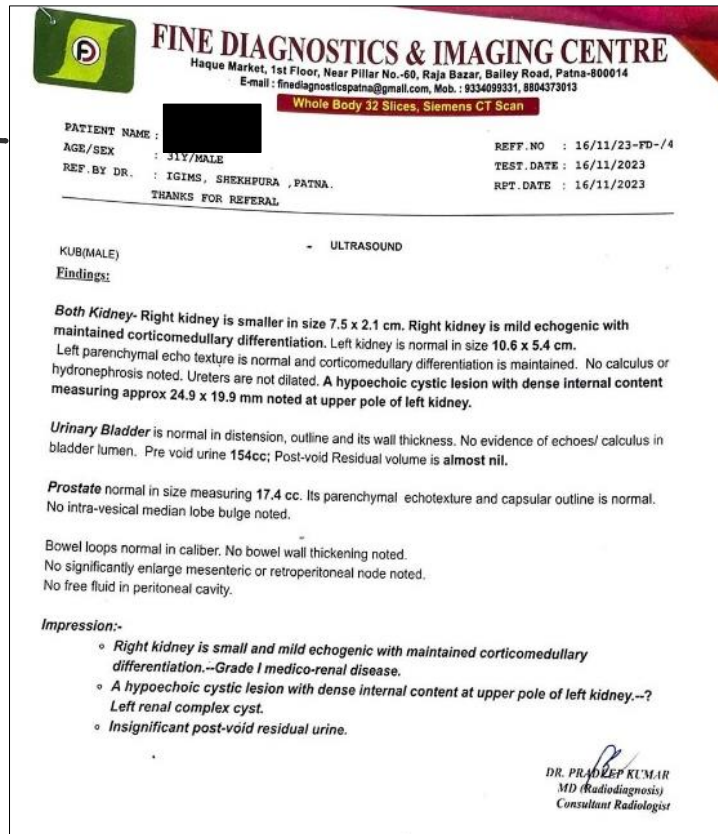 FINE DIAGNOSTICS & IMAGING CENTRE
Haque Market, 1st Floor, Near Pillar No.-60, Raja Bazar, Bailey Road, Patna-800014
E-mail : finediagnosticspatna@gmail.com, Mob. : 9334099331, 8804373013
Whole Body 32 Slices, Siemens CT Scan
PATIENT NAME :
AGE/SEX : 31Y/MALE
REF.BY DR. : IGIMS, SHEKHPURA ,PATNA.
THANKS FOR REFERAL
REFF.NO : 16/11/23-FD-/4
TEST.DATE : 16/11/2023
RPT.DATE : 16/11/2023
KUB(MALE) - ULTRASOUND
Findings:
Both Kidney- Right kidney is smaller in size 7.5 x 2.1 cm. Right kidney is mild echogenic with
maintained corticomedullary differentiation. Left kidney is normal in size 10.6 x 5.4 cm.
Left parenchymal echo texture is normal and corticomedullary differentiation is maintained. No calculus or
hydronephrosis noted. Ureters are not dilated. A hypoechoic cystic lesion with dense internal content
measuring approx 24.9 x 19.9 mm noted at upper pole of left kidney.
Urinary Bladder is normal in distension, outline and its wall thickness. No evidence of echoes/ calculus in
bladder lumen. Pre void urine 154cc; Post-void Residual volume is almost nil.
Prostate normal in size measuring 17.4 cc. Its parenchymal echotexture and capsular outline is normal.
No intra-vesical median lobe bulge noted.
Bowel loops normal in caliber. No bowel wall thickening noted.
No significantly enlarge mesenteric or retroperitoneal node noted.
No free fluid in peritoneal cavity.
Impression:-
Right kidney is small and mild echogenic with maintained corticomedullary
differentiation.--Grade I medico-renal disease.
A hypoechoic cystic lesion with dense internal content at upper pole of left kidney.--?
Left renal complex cyst.
Insignificant post-void residual urine.
DR. PRADEEP KUMAR
MD (Radiodiagnosis)
Consultant Radiologist